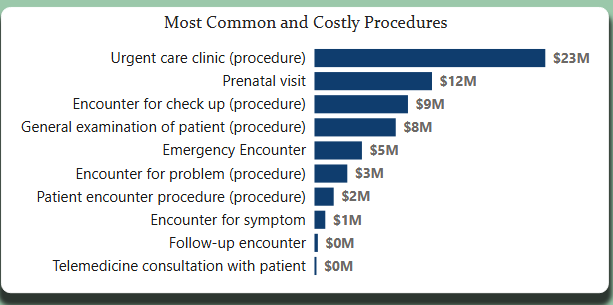 Most Common and Costly Procedures
Urgent care clinic (procedure) $23M
Prenatal visit $12M
Encounter for check up (procedure) $9M
General examination of patient (procedure) $8M
Emergency Encounter $5M
Encounter for problem (procedure) $3M
Patient encounter procedure (procedure) $2M
Encounter for symptom $1M
Follow-up encounter $0M
Telemedicine consultation with patient $0M